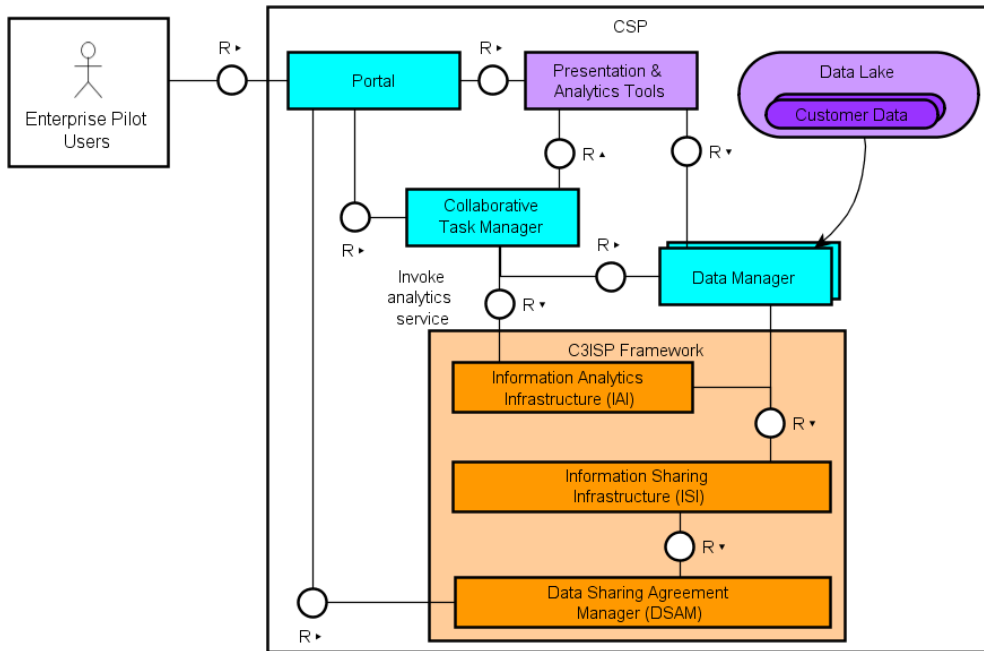 CSP
R ▸
R ▸
Portal
Presentation &
Analytics Tools
Data Lake
Customer Data
Enterprise Pilot
Users
R ▴
R ▾
Collaborative
Task Manager
R ▸
R ▸
Data Manager
Invoke
analytics
service
R ▾
C3ISP Framework
Information Analytics
Infrastructure (IAI)
R ▾
Information Sharing
Infrastructure (ISI)
R ▾
Data Sharing Agreement
Manager (DSAM)
R ▸